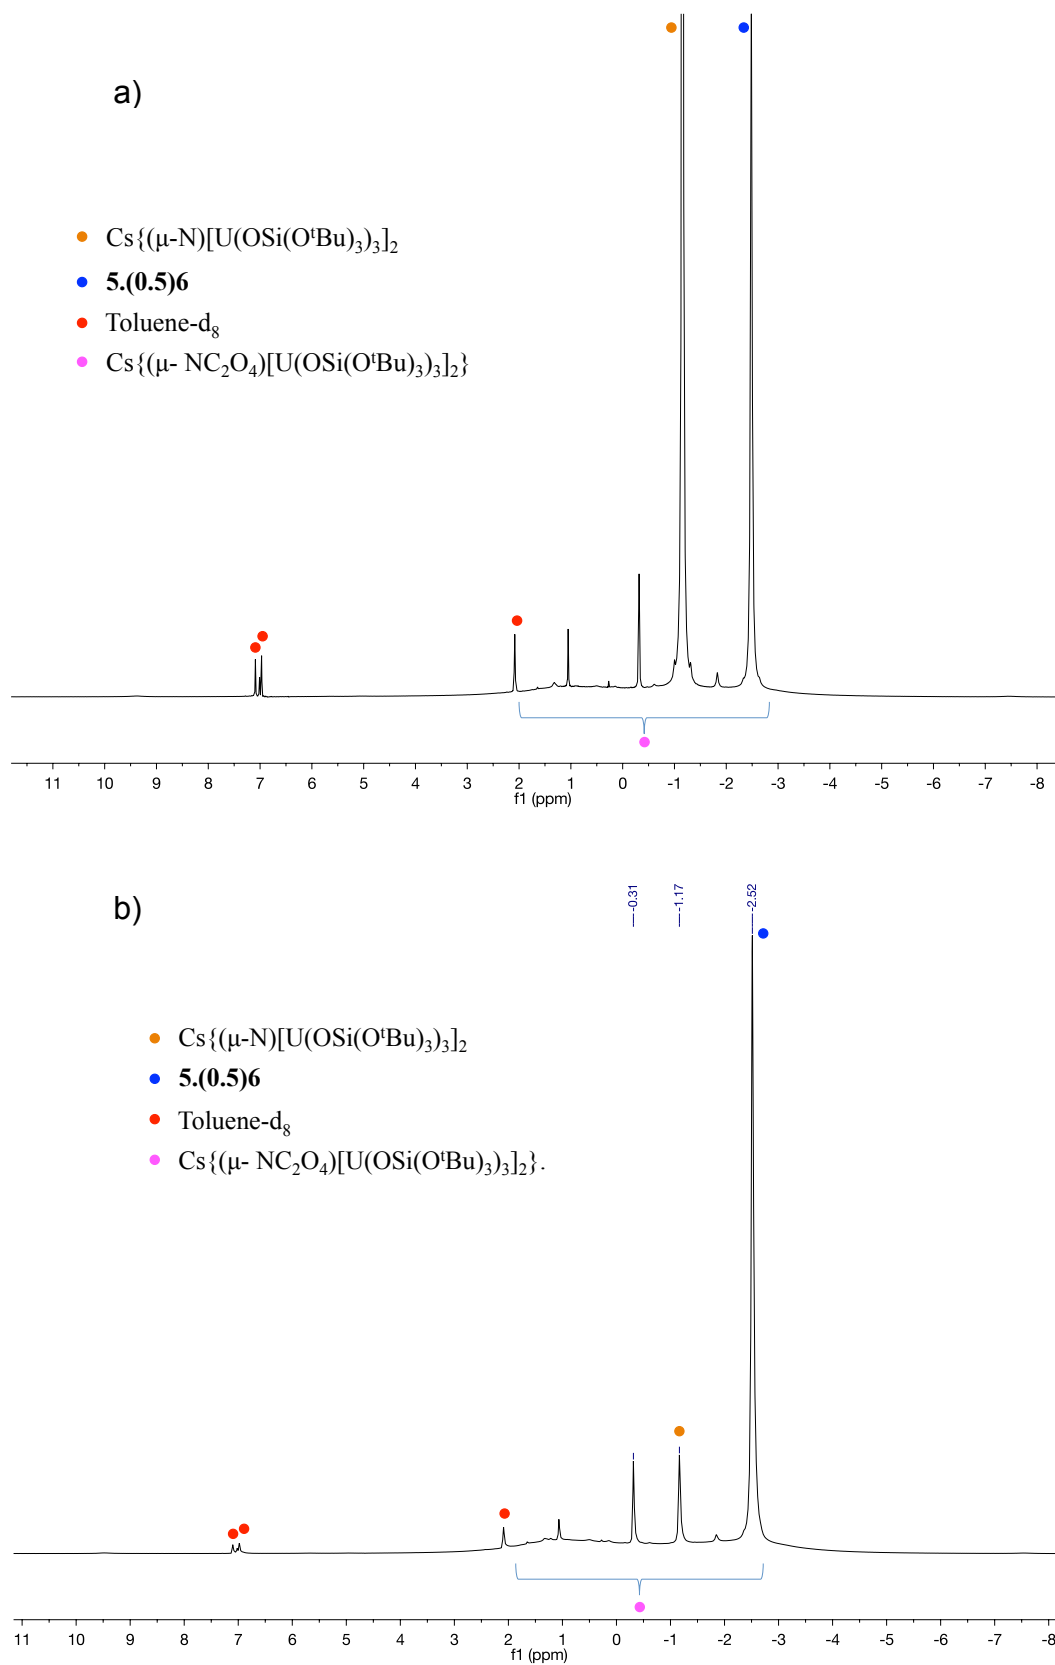 a)
Cs{(μ-N)[U(OSi(OᵗBu)₃)₃]₂
5.(0.5)6
Toluene-d₈
Cs{(μ- NC₂O₄)[U(OSi(OᵗBu)₃)₃]₂}
11 10 9 8 7 6 5 4 3 2 1 0 -1 -2 -3 -4 -5 -6 -7 -8
f1 (ppm)
b)
-0.31 -1.17 -2.52
Cs{(μ-N)[U(OSi(OᵗBu)₃)₃]₂
5.(0.5)6
Toluene-d₈
Cs{(μ- NC₂O₄)[U(OSi(OᵗBu)₃)₃]₂}.
11 10 9 8 7 6 5 4 3 2 1 0 -1 -2 -3 -4 -5 -6 -7 -8
f1 (ppm)